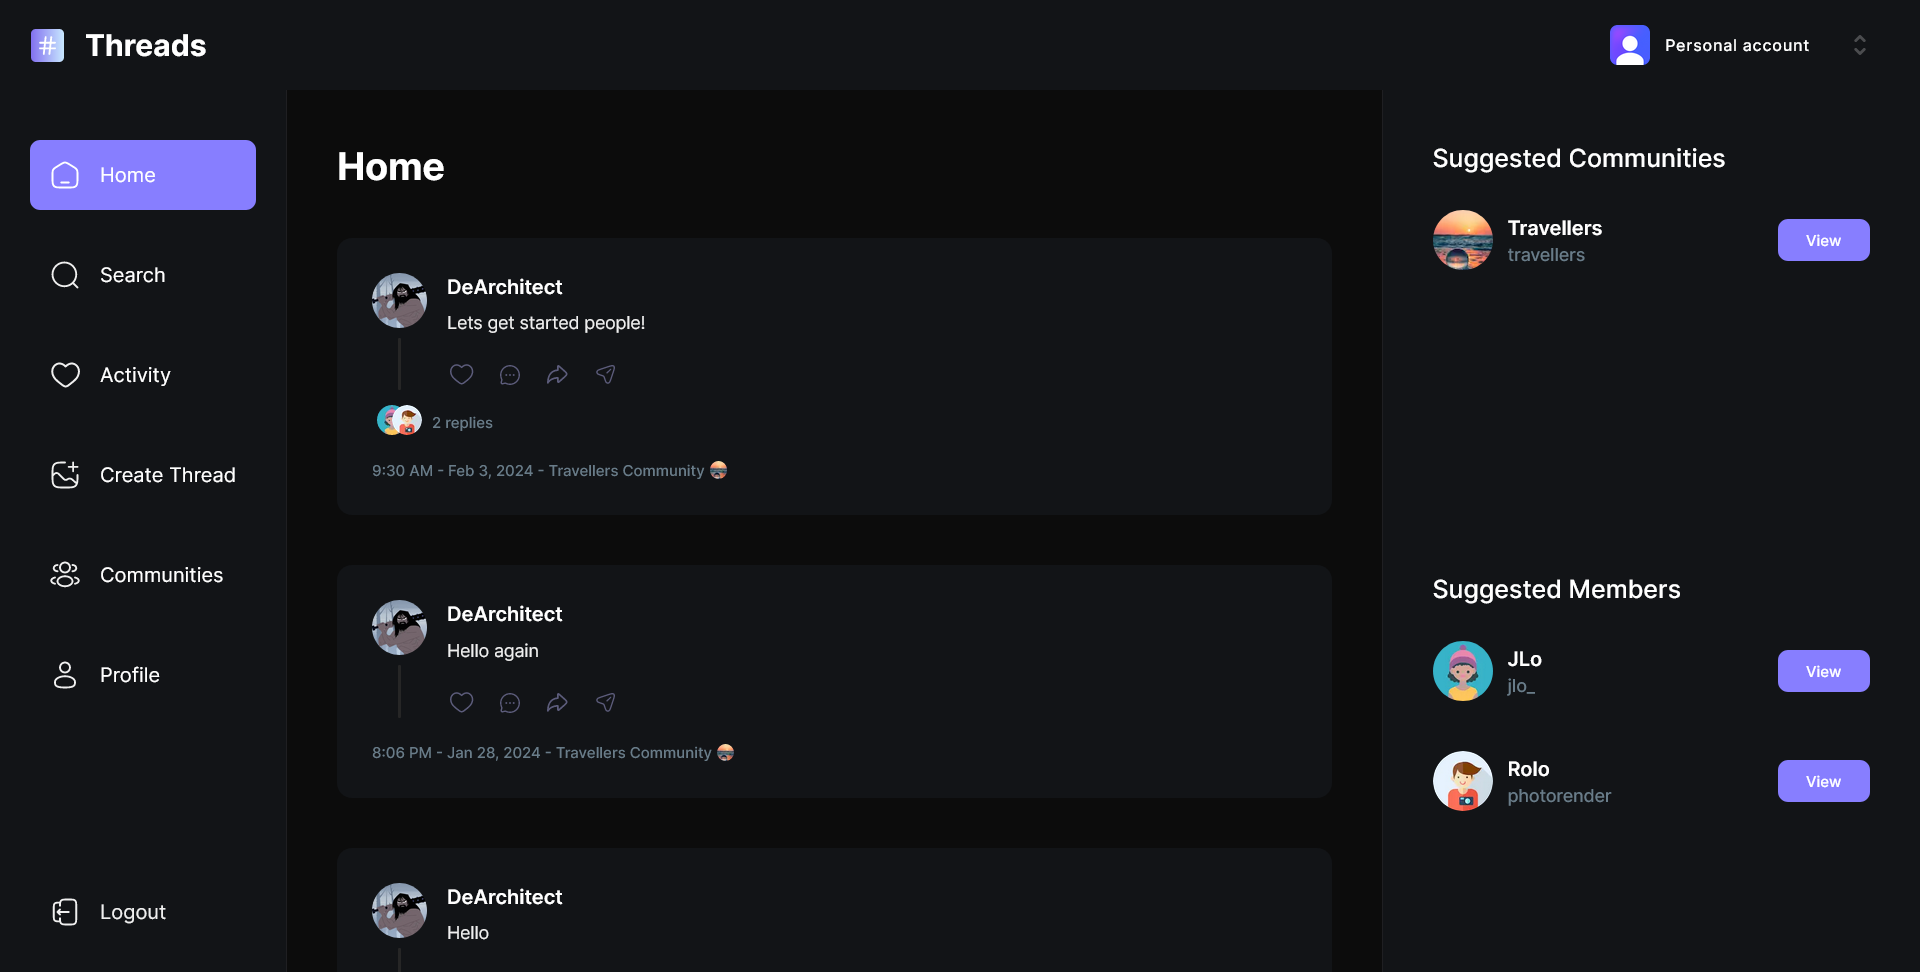 # Threads
Personal account
Home
Search
Activity
Create Thread
Communities
Profile
Logout
Home
DeArchitect
Lets get started people!
2 replies
9:30 AM - Feb 3, 2024 - Travellers Community
DeArchitect
Hello again
8:06 PM - Jan 28, 2024 - Travellers Community
DeArchitect
Hello
Suggested Communities
Travellers
travellers
View
Suggested Members
JLo
jlo_
View
Rolo
photorender
View